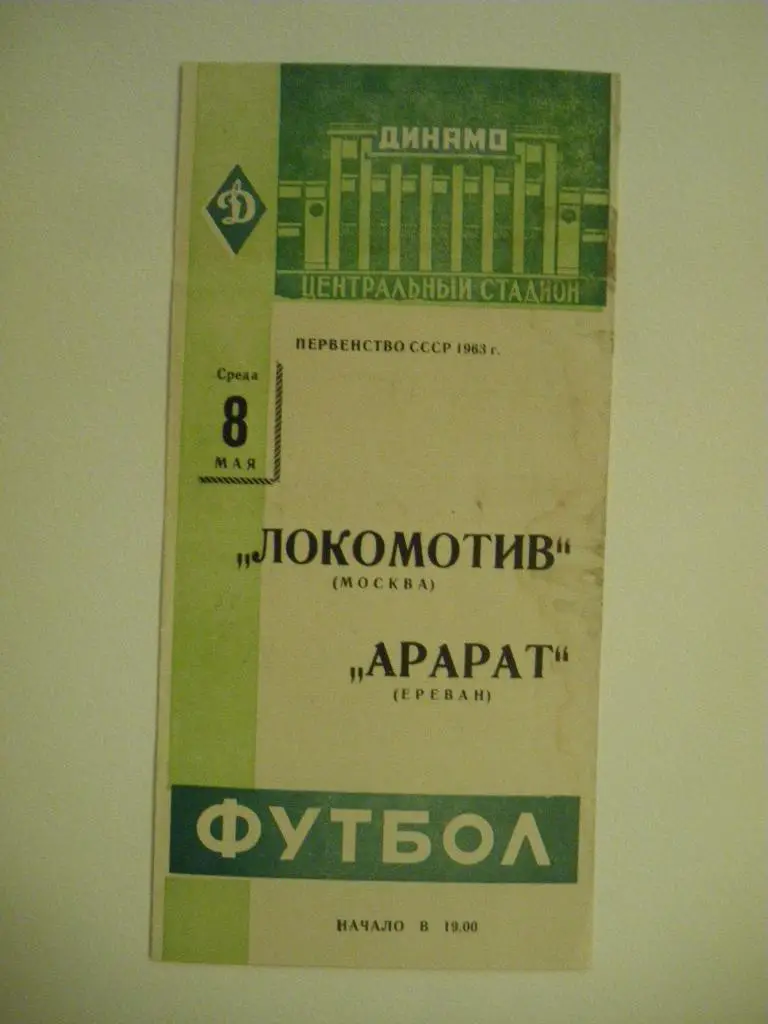 ДИНАМО
Д
ЦЕНТРАЛЬНЫЙ СТАДИОН
ПЕРВЕНСТВО СССР 1963 г.
Среда
8
МАЯ
„ЛОКОМОТИВ“
(МОСКВА)
„АРАРАТ“
(ЕРЕВАН)
ФУТБОЛ
НАЧАЛО В 19.00